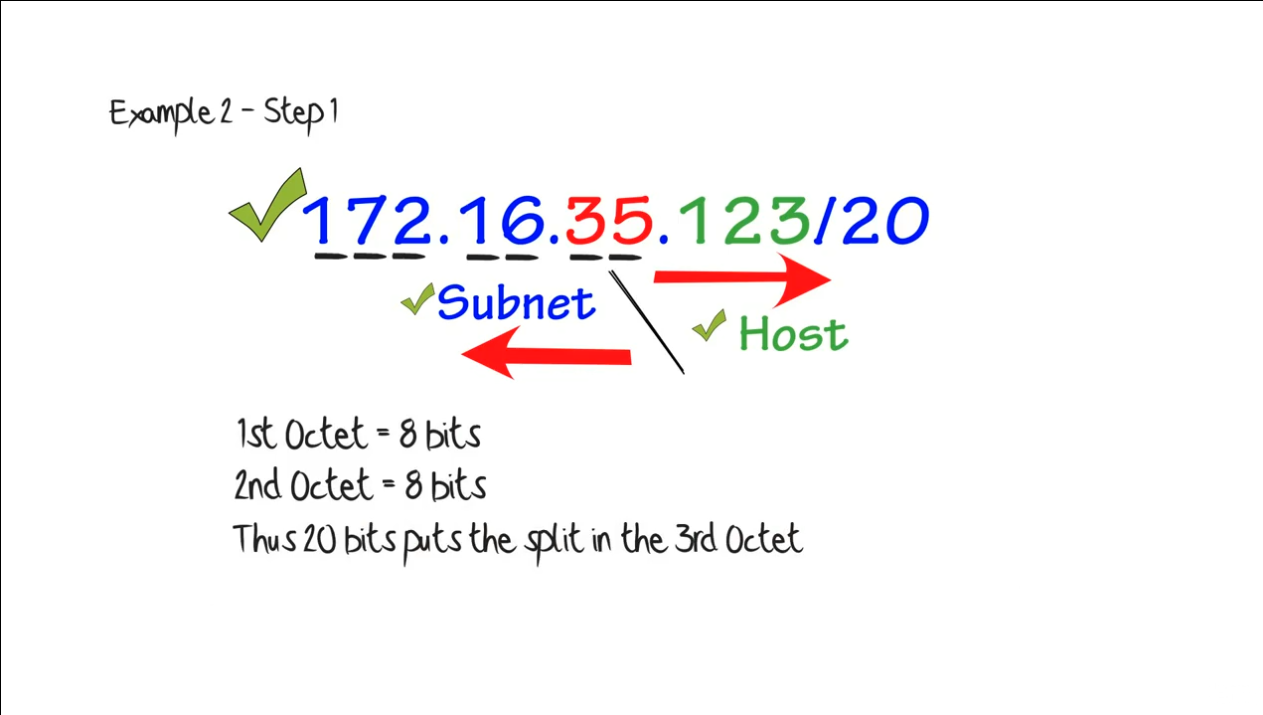 Example 2 - Step 1
172.16.35.123/20
Subnet
Host
1st Octet = 8 bits
2nd Octet = 8 bits
Thus 20 bits puts the split in the 3rd Octet